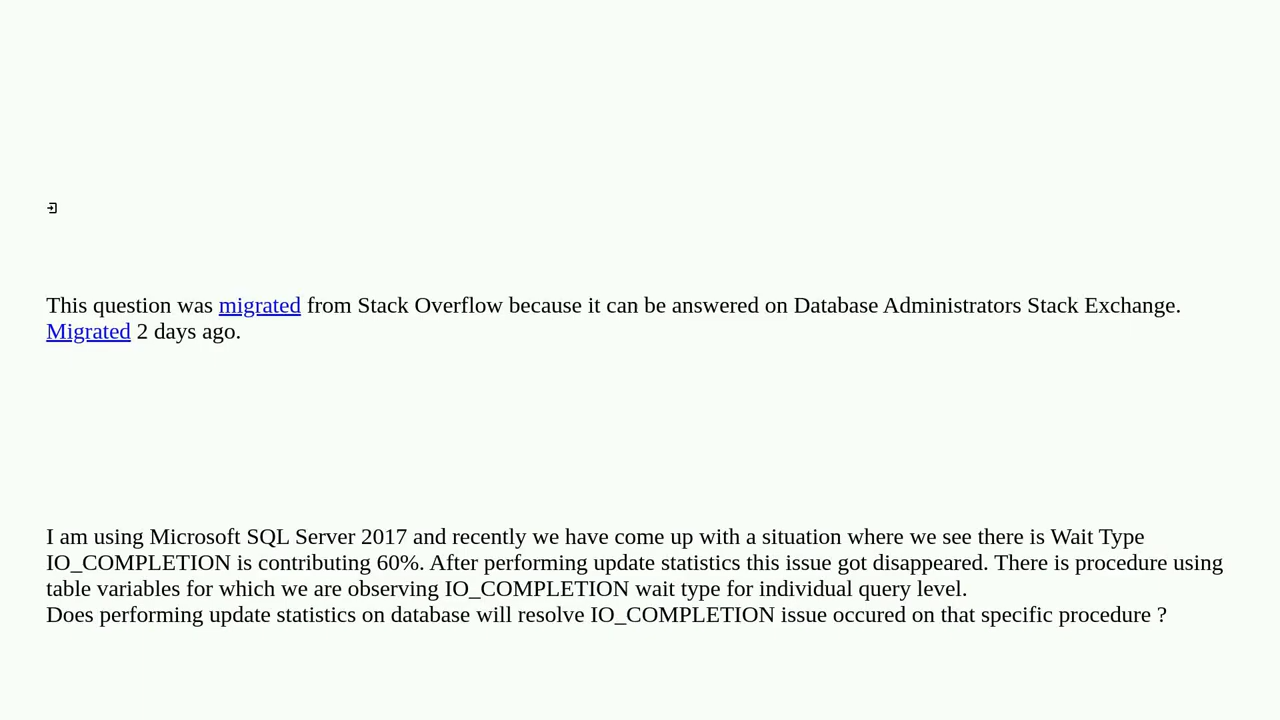 This question was migrated from Stack Overflow because it can be answered on Database Administrators Stack Exchange.
Migrated 2 days ago.
I am using Microsoft SQL Server 2017 and recently we have come up with a situation where we see there is Wait Type
IO_COMPLETION is contributing 60%. After performing update statistics this issue got disappeared. There is procedure using
table variables for which we are observing IO_COMPLETION wait type for individual query level.
Does performing update statistics on database will resolve IO_COMPLETION issue occured on that specific procedure ?